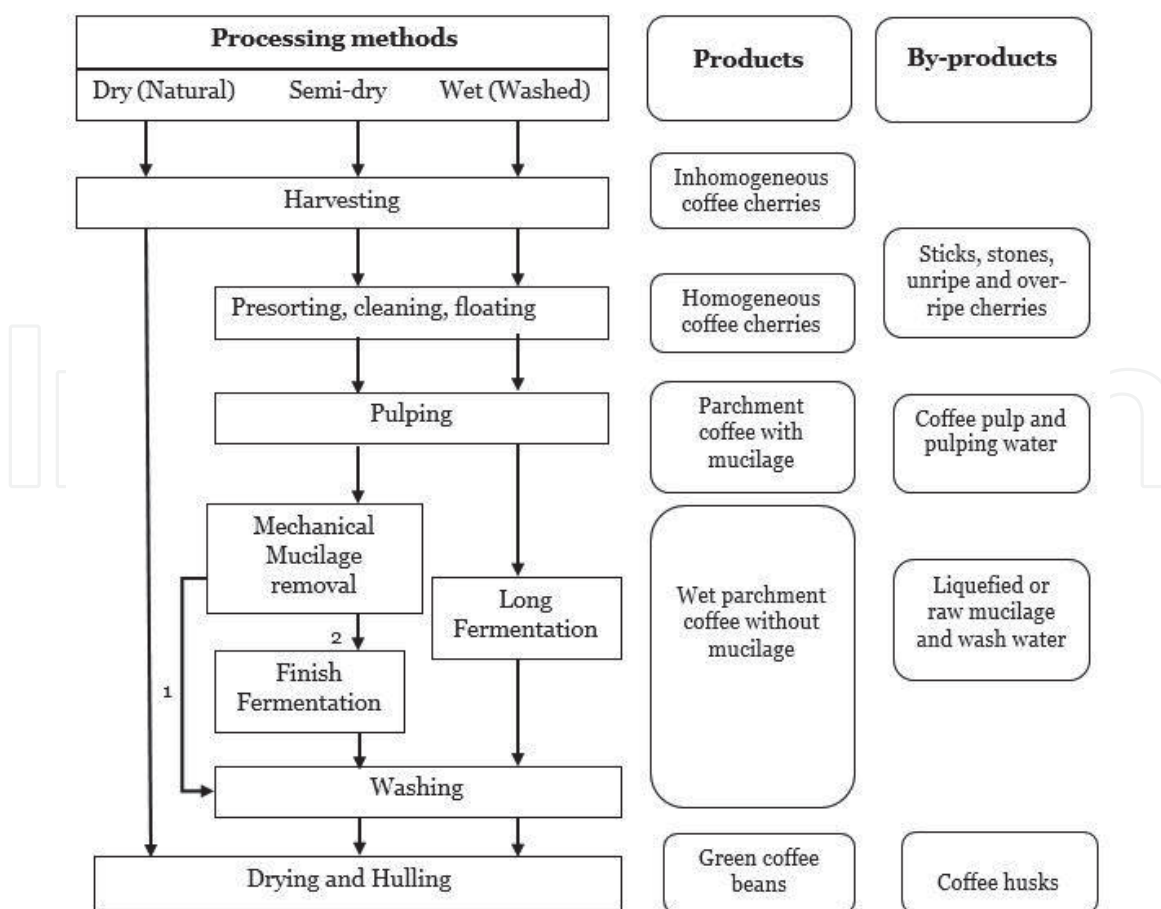 Processing methods
Dry (Natural) Semi-dry Wet (Washed)
Products
By-products
Harvesting
Inhomogeneous
coffee cherries
Presorting, cleaning, floating
Homogeneous
coffee cherries
Sticks, stones,
unripe and over-
ripe cherries
Pulping
Parchment
coffee with
mucilage
Coffee pulp and
pulping water
Mechanical
Mucilage
removal
Long
Fermentation
Wet parchment
coffee without
mucilage
Liquefied or
raw mucilage
and wash water
2
1
Finish
Fermentation
Washing
Drying and Hulling
Green coffee
beans
Coffee husks